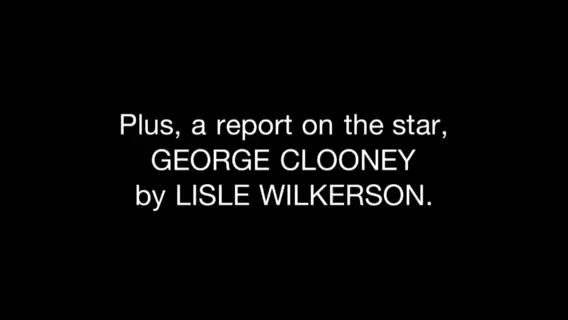 Plus, a report on the star,
GEORGE CLOONEY
by LISLE WILKERSON.